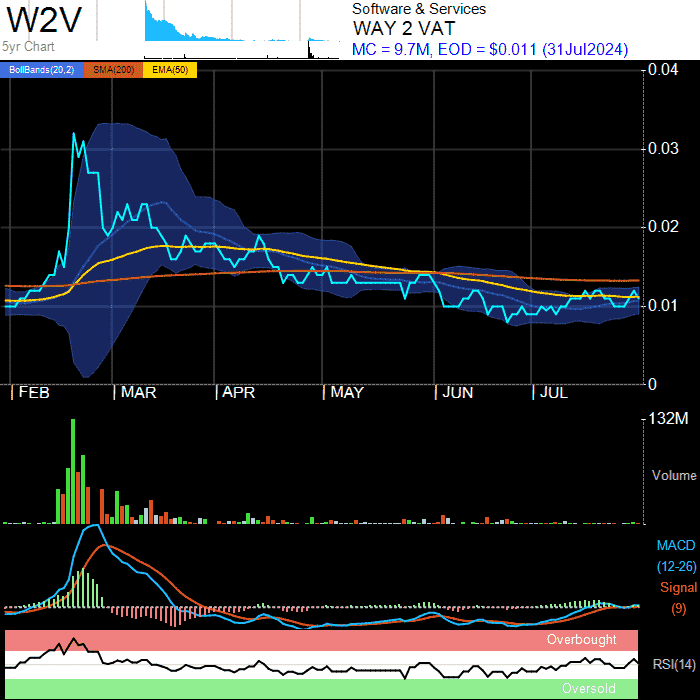 W2V
5yr Chart
Software & Services
WAY 2 VAT
MC = 9.7M, EOD = $0.011 (31Jul2024)
BollBands(20,2) SMA(200) EMA(50)
0.04
0.03
0.02
0.01
0
FEB MAR APR MAY JUN JUL
132M
Volume
MACD
(12-26)
Signal
(9)
Overbought
RSI(14)
Oversold